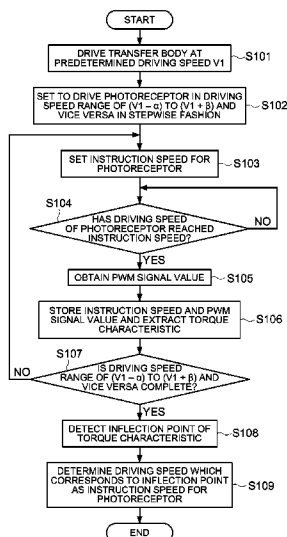 START
DRIVE TRANSFER BODY AT
PREDETERMINED DRIVING SPEED V1
S101
SET TO DRIVE PHOTORECEPTOR IN DRIVING
SPEED RANGE OF (V1 – α) TO (V1 + β) AND
VICE VERSA IN STEPWISE FASHION
S102
SET INSTRUCTION SPEED FOR
PHOTORECEPTOR
S103
S104
HAS DRIVING SPEED
OF PHOTORECEPTOR REACHED
INSTRUCTION SPEED?
NO
YES
OBTAIN PWM SIGNAL VALUE
S105
STORE INSTRUCTION SPEED AND PWM
SIGNAL VALUE AND EXTRACT TORQUE
CHARACTERISTIC
S106
S107
NO
IS DRIVING SPEED
RANGE OF (V1 – α) TO (V1 + β) AND
VICE VERSA COMPLETE?
YES
DETECT INFLECTION POINT OF
TORQUE CHARACTERISTIC
S108
DETERMINE DRIVING SPEED WHICH
CORRESPONDS TO INFLECTION POINT
AS INSTRUCTION SPEED FOR
PHOTORECEPTOR
S109
END